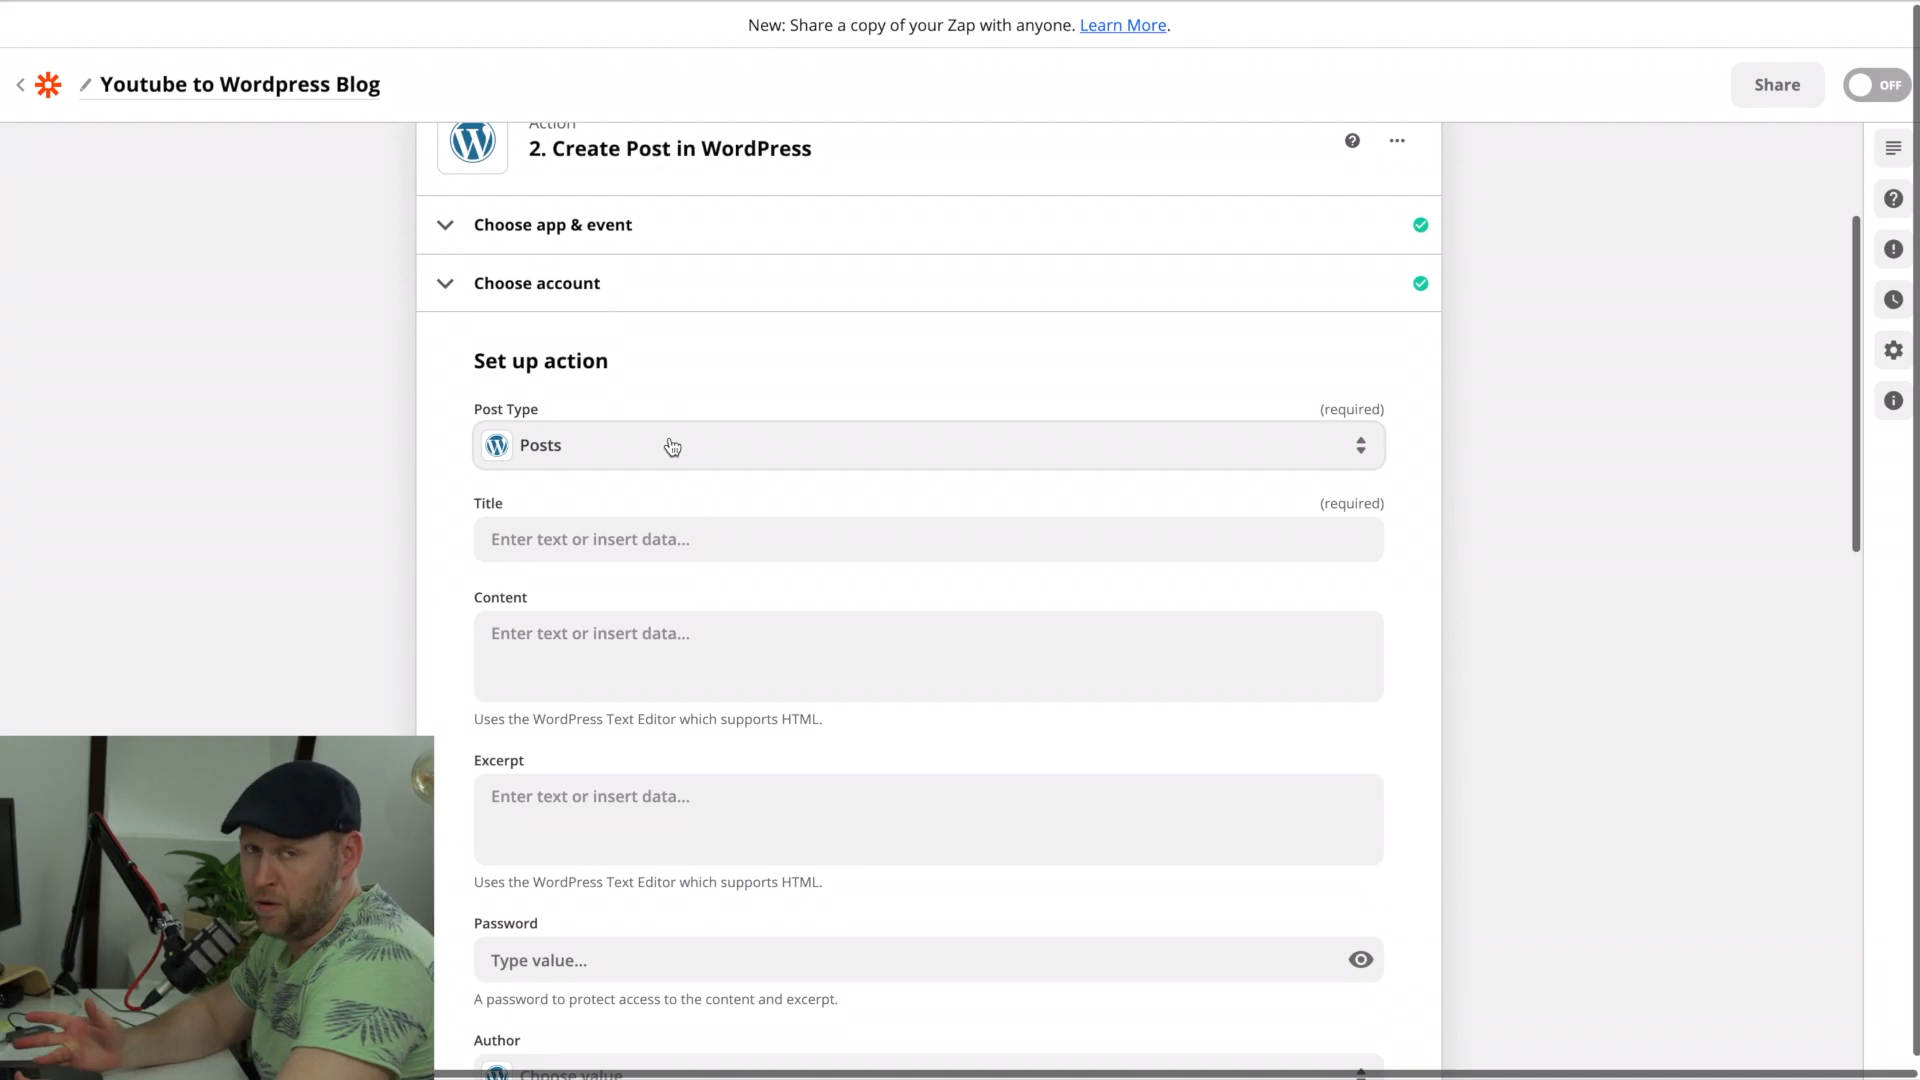 New: Share a copy of your Zap with anyone. Learn More.
Youtube to Wordpress Blog
Share
OFF
Action
2. Create Post in WordPress
Choose app & event
Choose account
Set up action
Post Type
(required)
Posts
Title
(required)
Enter text or insert data...
Content
Enter text or insert data...
Uses the WordPress Text Editor which supports HTML.
Excerpt
Enter text or insert data...
Uses the WordPress Text Editor which supports HTML.
Password
Type value...
A password to protect access to the content and excerpt.
Author
Choose value